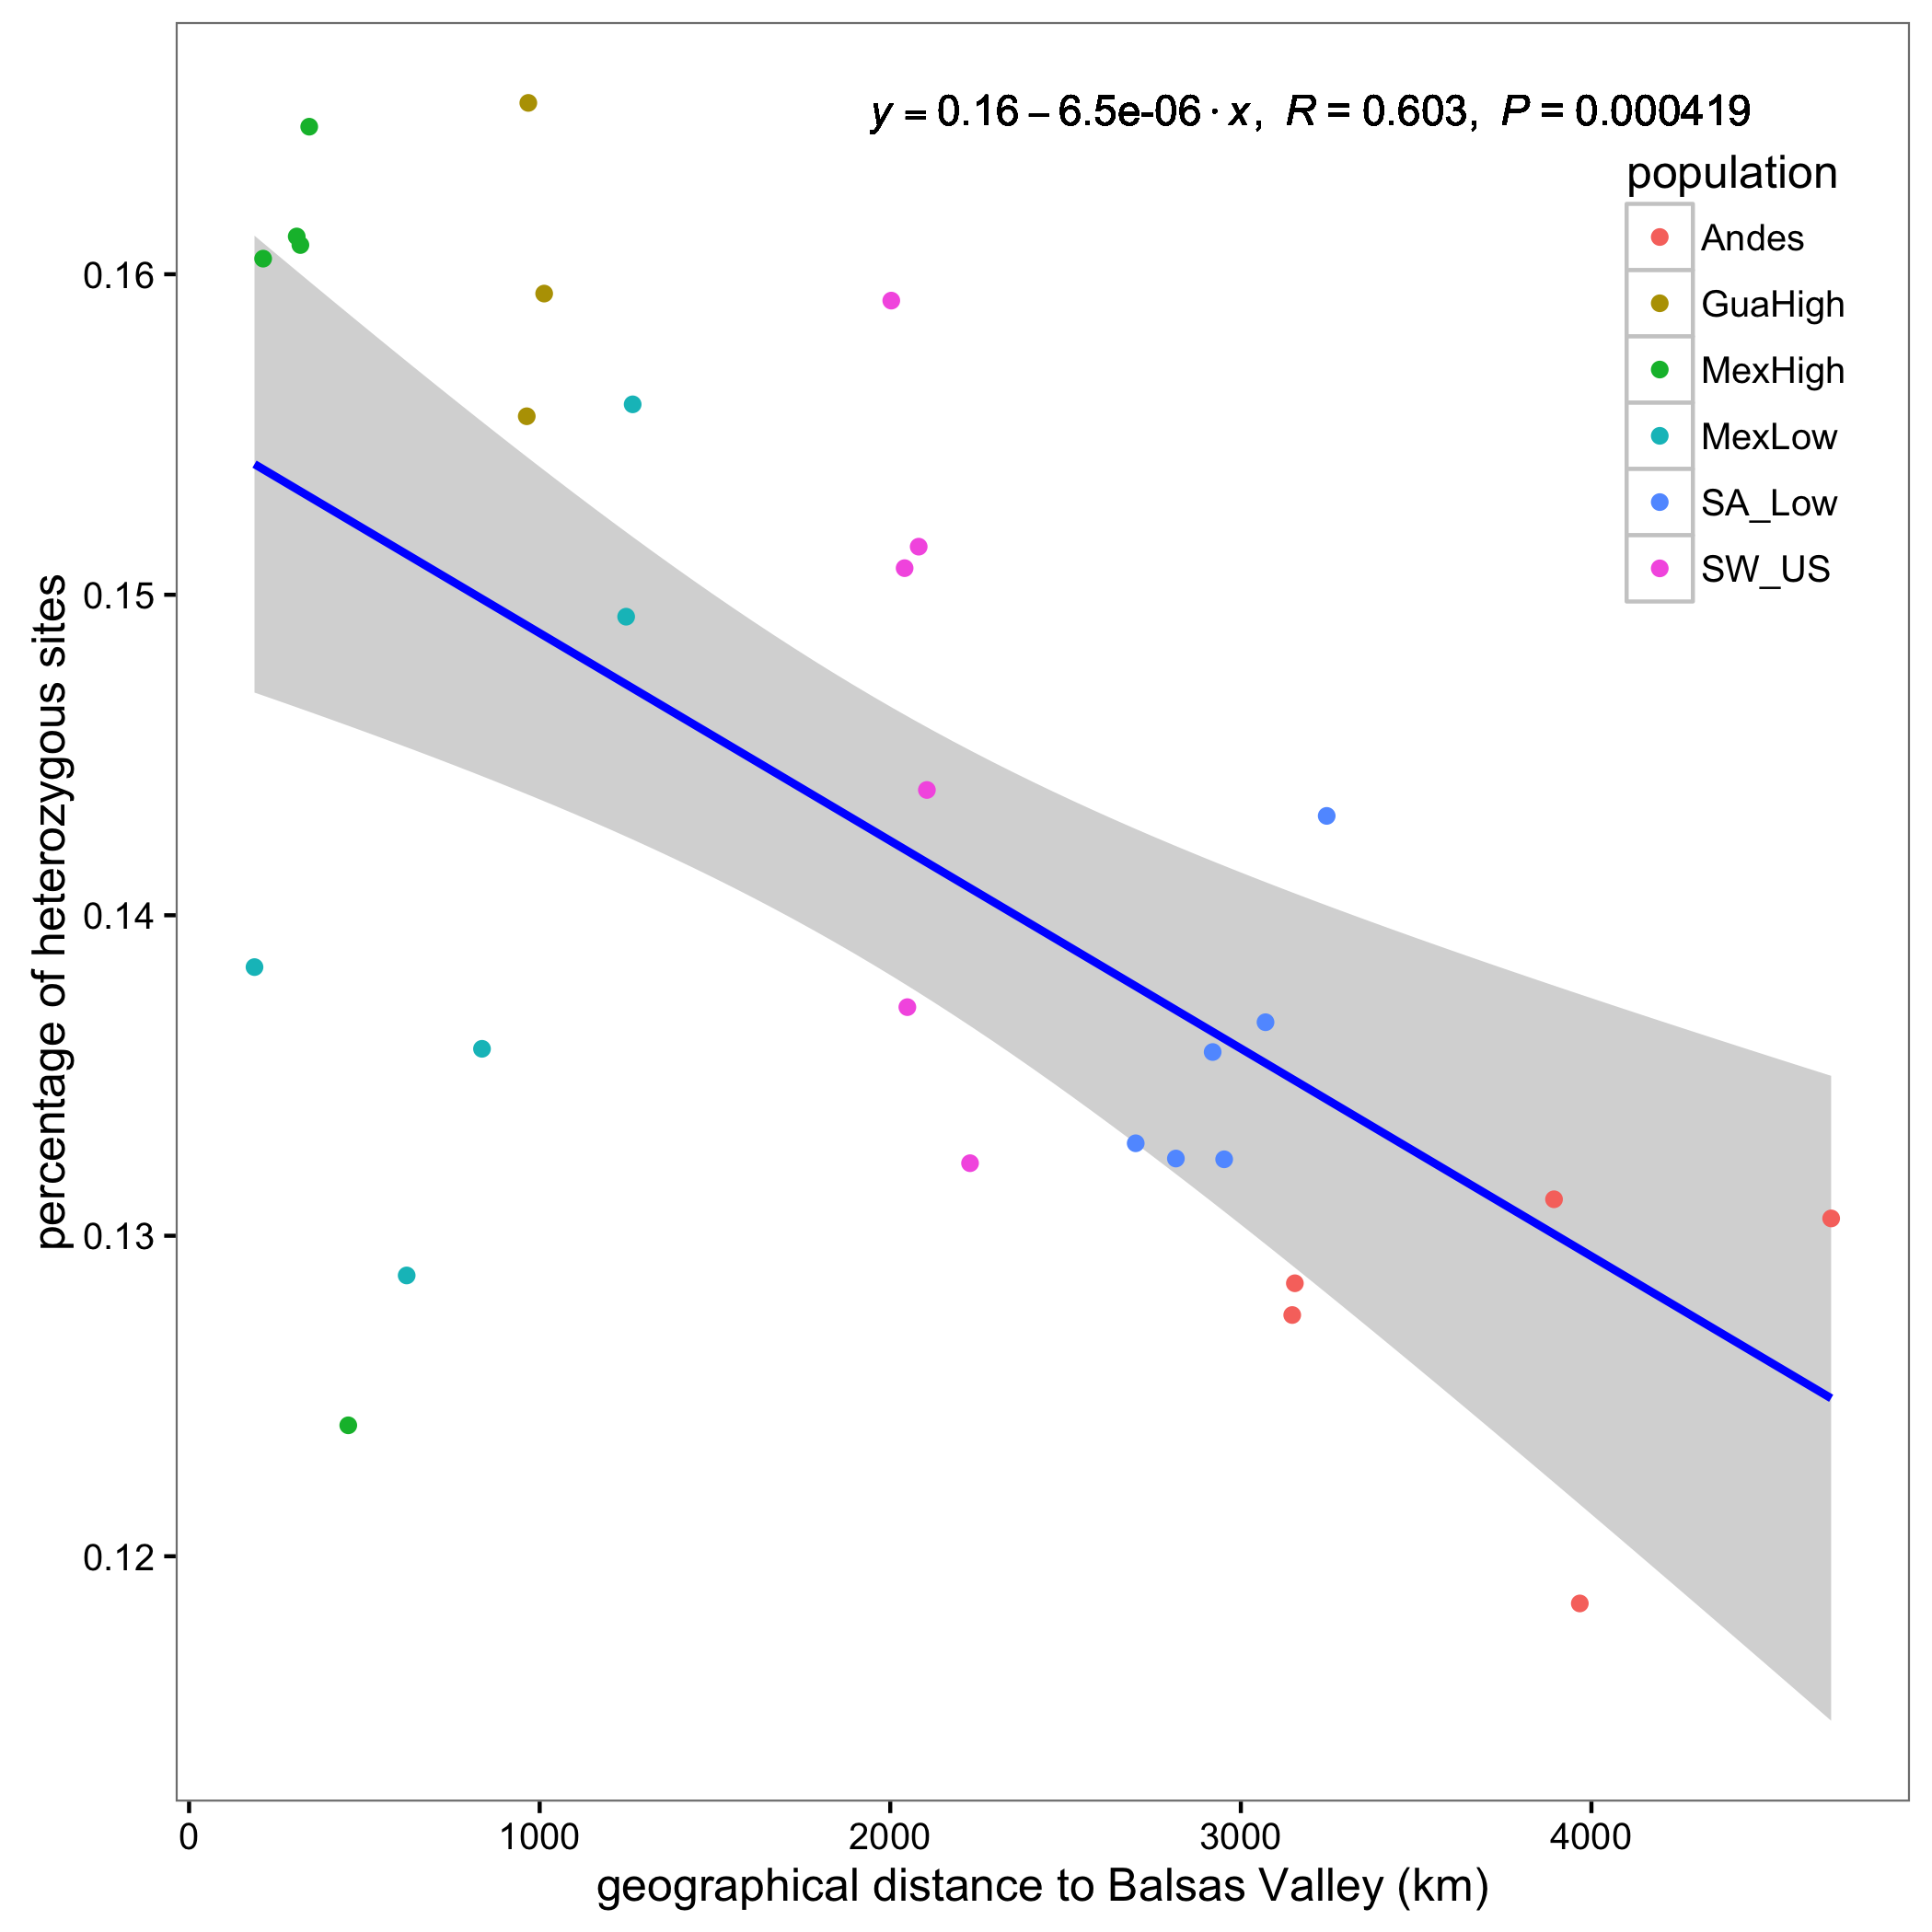 y = 0.16 – 6.5e-06 · x, R = 0.603, P = 0.000419
population
Andes
GuaHigh
MexHigh
MexLow
SA_Low
SW_US
percentage of heterozygous sites
0.16
0.15
0.14
0.13
0.12
0 1000 2000 3000 4000
geographical distance to Balsas Valley (km)